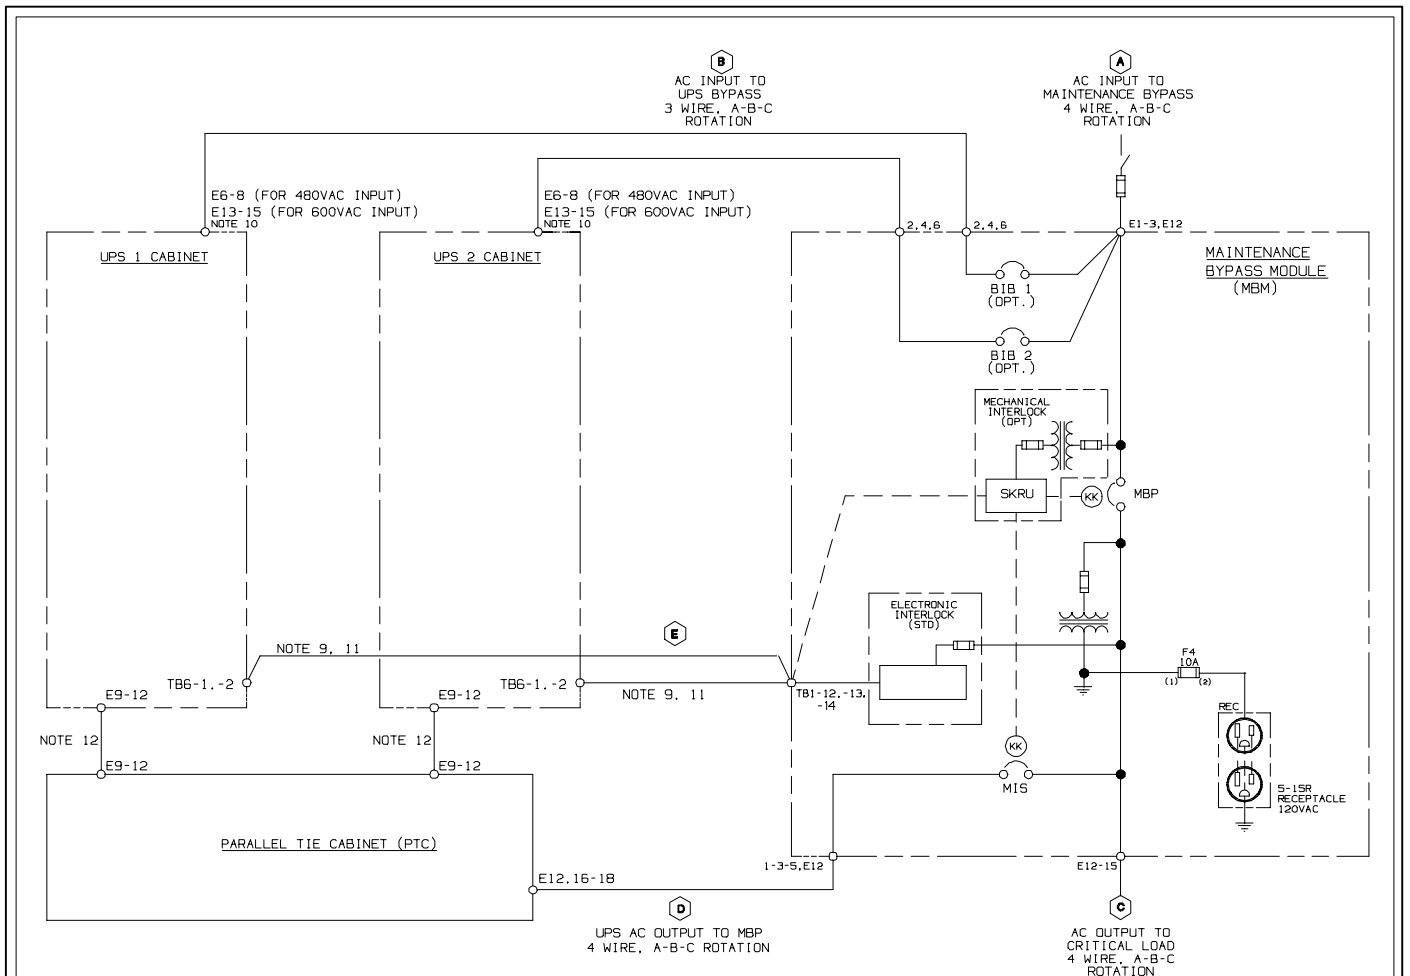 B
AC INPUT TO
UPS BYPASS
3 WIRE, A-B-C
ROTATION
A
AC INPUT TO
MAINTENANCE BYPASS
4 WIRE, A-B-C
ROTATION
E6-8 (FOR 480VAC INPUT)
E13-15 (FOR 600VAC INPUT)
NOTE 10
E6-8 (FOR 480VAC INPUT)
E13-15 (FOR 600VAC INPUT)
NOTE 10
2,4,6
2,4,6
E1-3,E12
UPS 1 CABINET
UPS 2 CABINET
MAINTENANCE
BYPASS MODULE
(MBM)
BIB 1
(OPT.)
BIB 2
(OPT.)
MECHANICAL
INTERLOCK
(OPT)
SKRU
KK
MBP
ELECTRONIC
INTERLOCK
(STD)
E
NOTE 9, 11
F4
10A
(1)
(2)
TB6-1,-2
TB6-1,-2
NOTE 9, 11
TB1-12,-13,
-14
E9-12
E9-12
REC
NOTE 12
NOTE 12
KK
E9-12
E9-12
MIS
5-15R
RECEPTACLE
120VAC
PARALLEL TIE CABINET (PTC)
1-3-5,E12
E12-15
E12,16-18
D
UPS AC OUTPUT TO MBP
4 WIRE, A-B-C ROTATION
C
AC OUTPUT TO
CRITICAL LOAD
4 WIRE, A-B-C
ROTATION